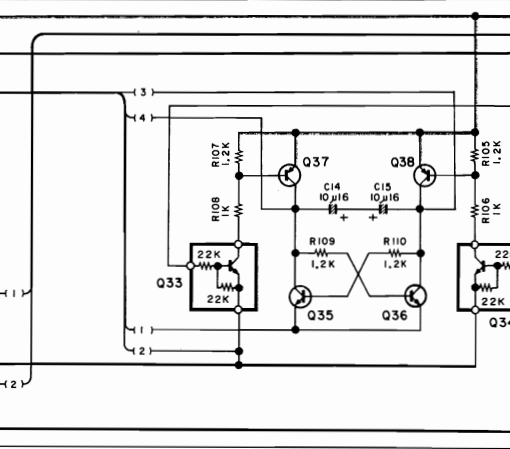 3
4
R107
1.2K
Q37
Q38
R105
1.2K
C14
10μ16
C15
10μ16
R108
1K
R106
1K
+
+
R109
1.2K
R110
1.2K
22K
22K
Q33
Q35
Q36
22K
Q34
1
1
2
2